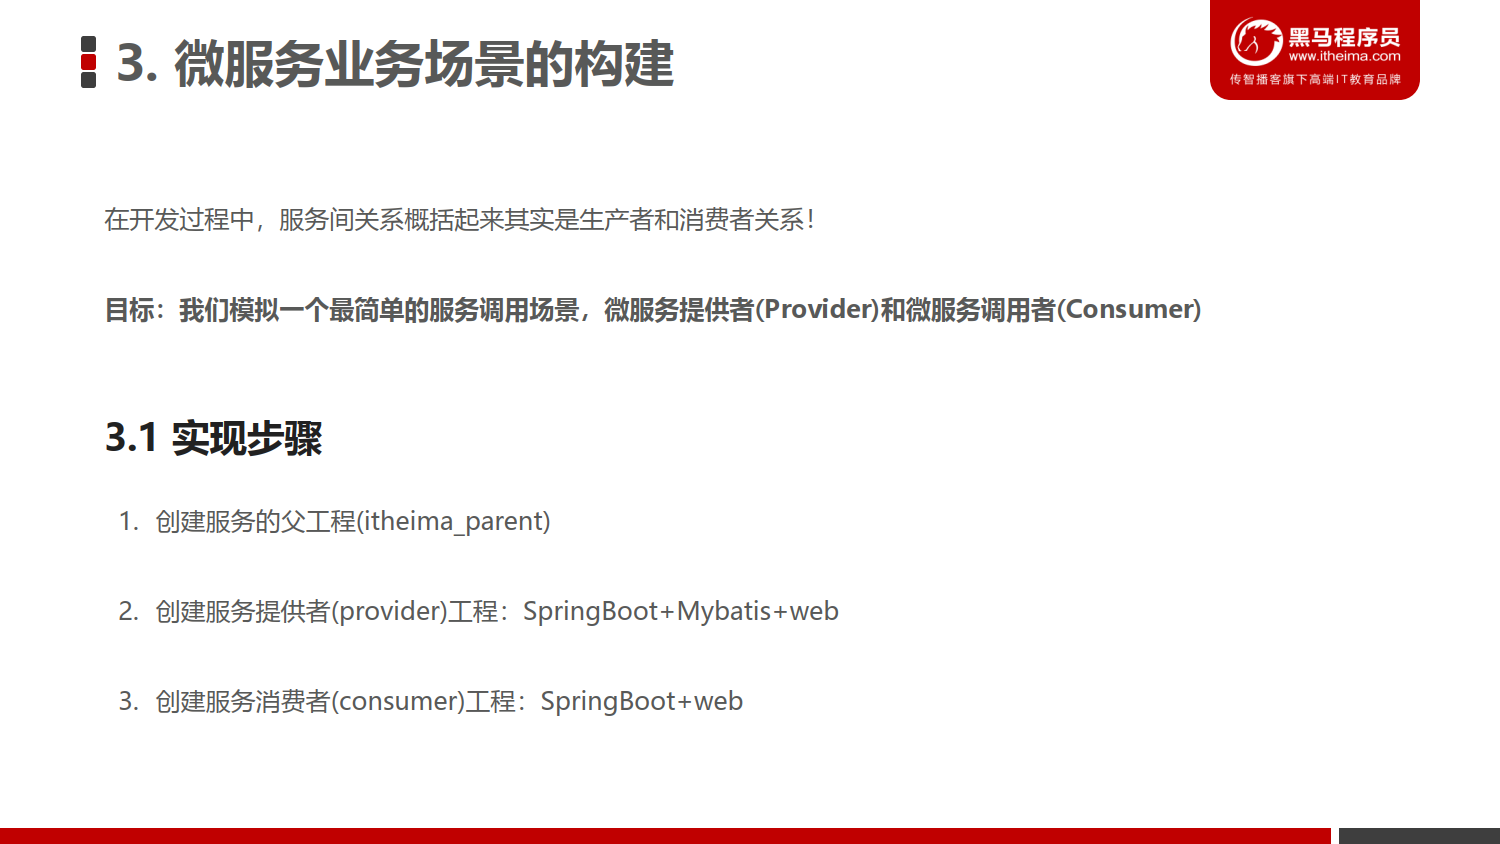 3. 微服务业务场景的构建
黑马程序员
www.itheima.com
传智播客旗下高端IT教育品牌
在开发过程中，服务间关系概括起来其实是生产者和消费者关系！
目标：我们模拟一个最简单的服务调用场景，微服务提供者(Provider)和微服务调用者(Consumer)
3.1 实现步骤
1. 创建服务的父工程(itheima_parent)
2. 创建服务提供者(provider)工程：SpringBoot+Mybatis+web
3. 创建服务消费者(consumer)工程：SpringBoot+web